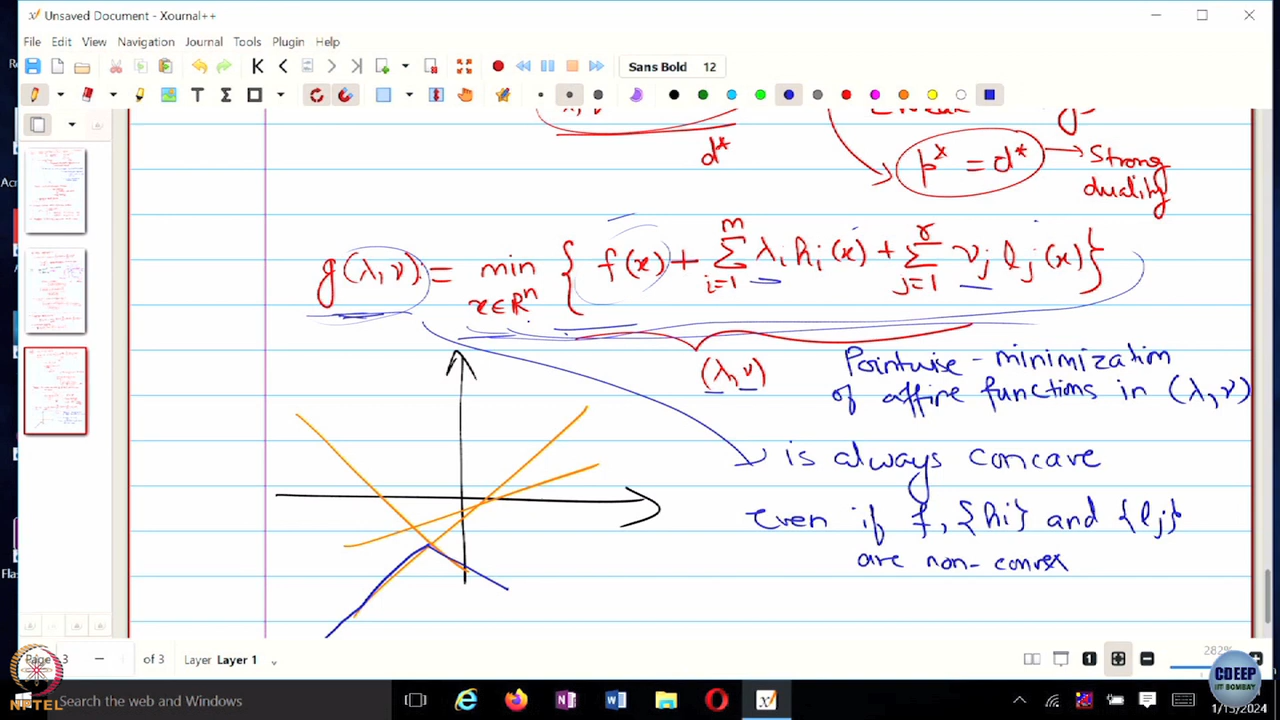 Unsaved Document - Xournal++
File Edit View Navigation Journal Tools Plugin Help
Sans Bold 12
d*
p* = d* → Strong
duality
g(λ,ν) = min { f(x) + Σ λi hi(x) + Σ νj lj(x) }
x∈R^n i=1 m j=1 r
(λ,ν)
Pointwise - minimization
of affine functions in (λ,ν)
is always concave
Even if f, {hi} and {lj}
are non-convex
282%
Page 3 of 3 Layer Layer 1
1
Search the web and Windows
NPTEL
CDEEP
IIT BOMBAY
1/15/2024